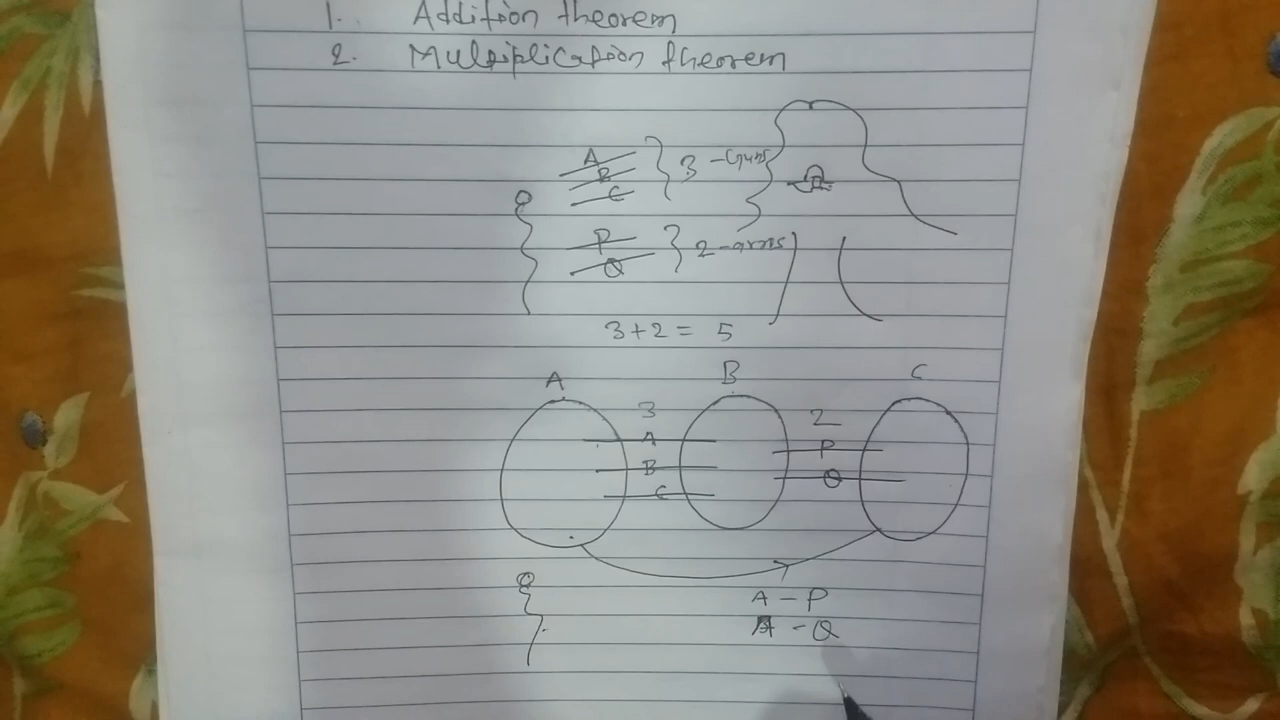 1. Addition theorem
2. Multiplication theorem
A
B
C
3 -
P
Q
2 -
3+2 = 5
A B C
3 2
A P
B Q
C
A - P
A - Q